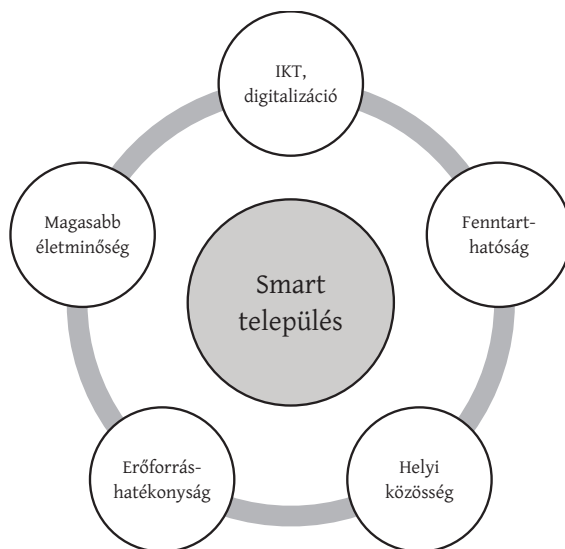 IKT,
digitalizáció
Magasabb
életminőség
Fenntart-
hatóság
Smart
település
Erőforrás-
hatékonyság
Helyi
közösség